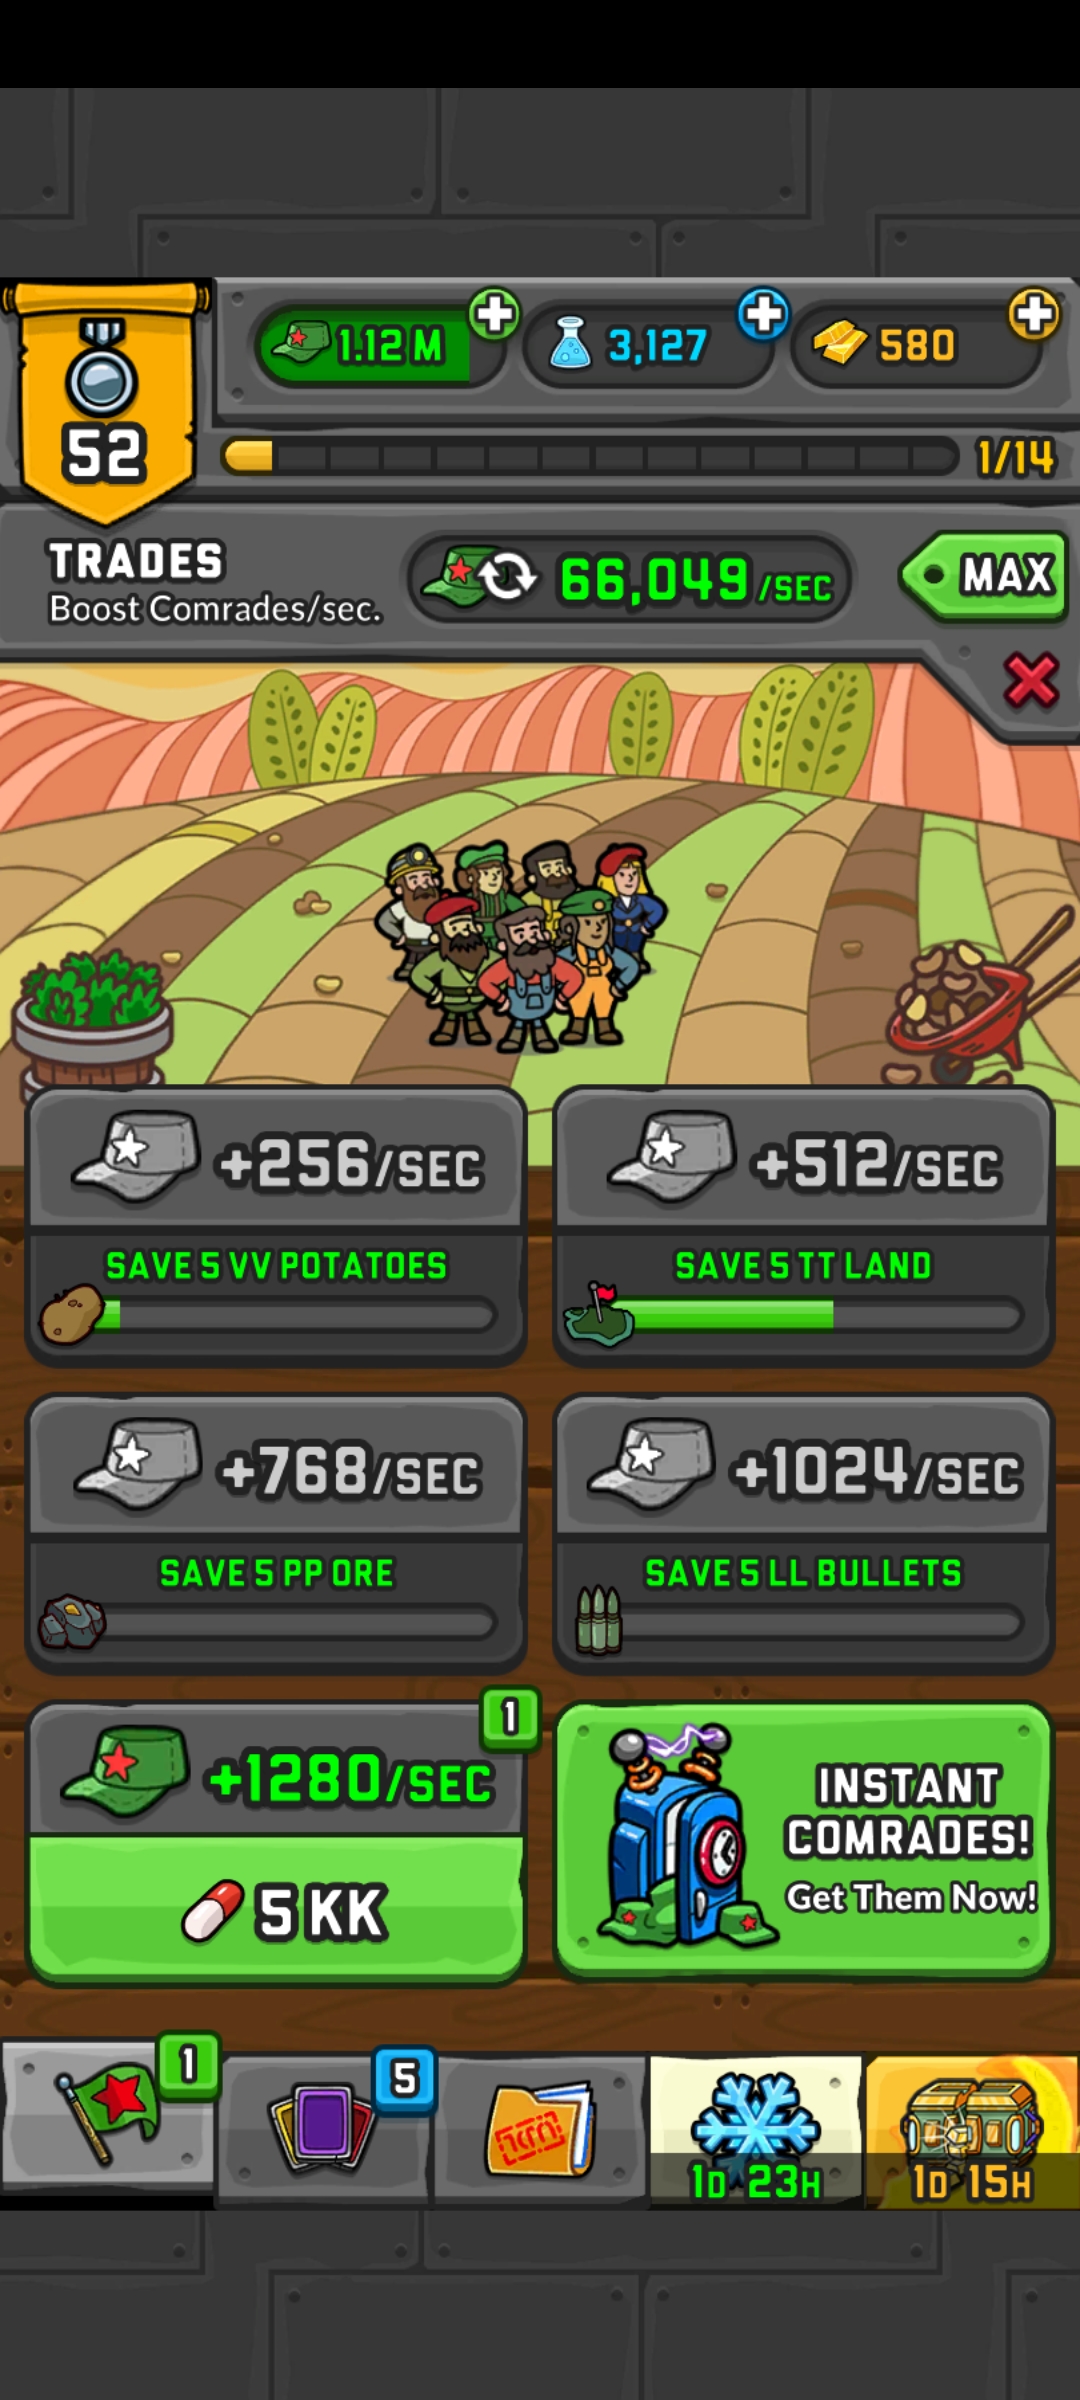 1.12 M
3,127
580
52
1/14
TRADES
Boost Comrades/sec.
66,049/SEC
MAX
+256/SEC
SAVE 5 VV POTATOES
+512/SEC
SAVE 5 TT LAND
+768/SEC
SAVE 5 PP ORE
+1024/SEC
SAVE 5 LL BULLETS
1
+1280/SEC
5 KK
INSTANT
COMRADES!
Get Them Now!
1
5
1D 23H
1D 15H